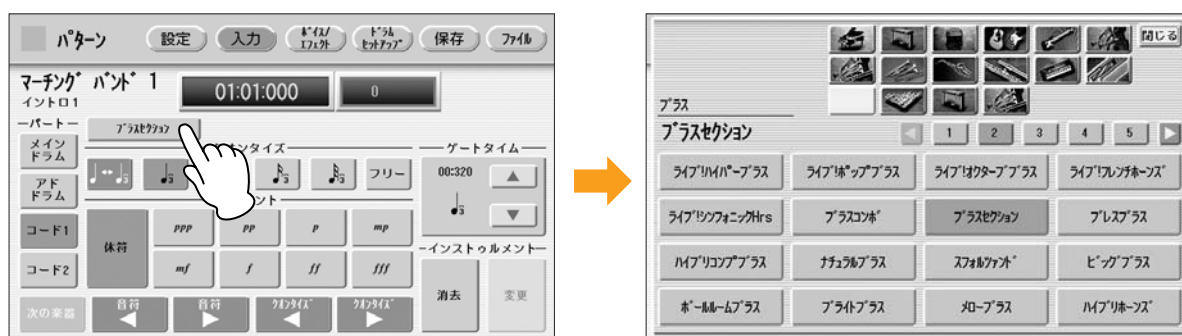 パターン 設定 入力 ボイス/エフェクト ドラムセットアップ 保存 ファイル
マーチング バンド 1
イントロ1
01:01:000 0
パート
ブラスセクション
メインドラム
アドドラム
コード1
コード2
次の楽器
ォンタイズ
3 3 3 3 フリー
ント
休符
ppp pp p mp
mf f ff fff
音符 音符 クオンタイズ クオンタイズ
ゲートタイム
00:320
3
インストゥルメント
消去 変更
閉じる
ブラス
ブラスセクション 1 2 3 4 5
ライブ!ハイパーブラス ライブ!ポップブラス ライブ!オクターブブラス ライブ!フレンチホーンズ
ライブ!シンフォニックHrs ブラスコンボ ブラスセクション ブレスブラス
ハイブリコンプブラス ナチュラルブラス スフォルツァント ビッグブラス
ボールルームブラス ブライトブラス メローブラス ハイブリホーンズ